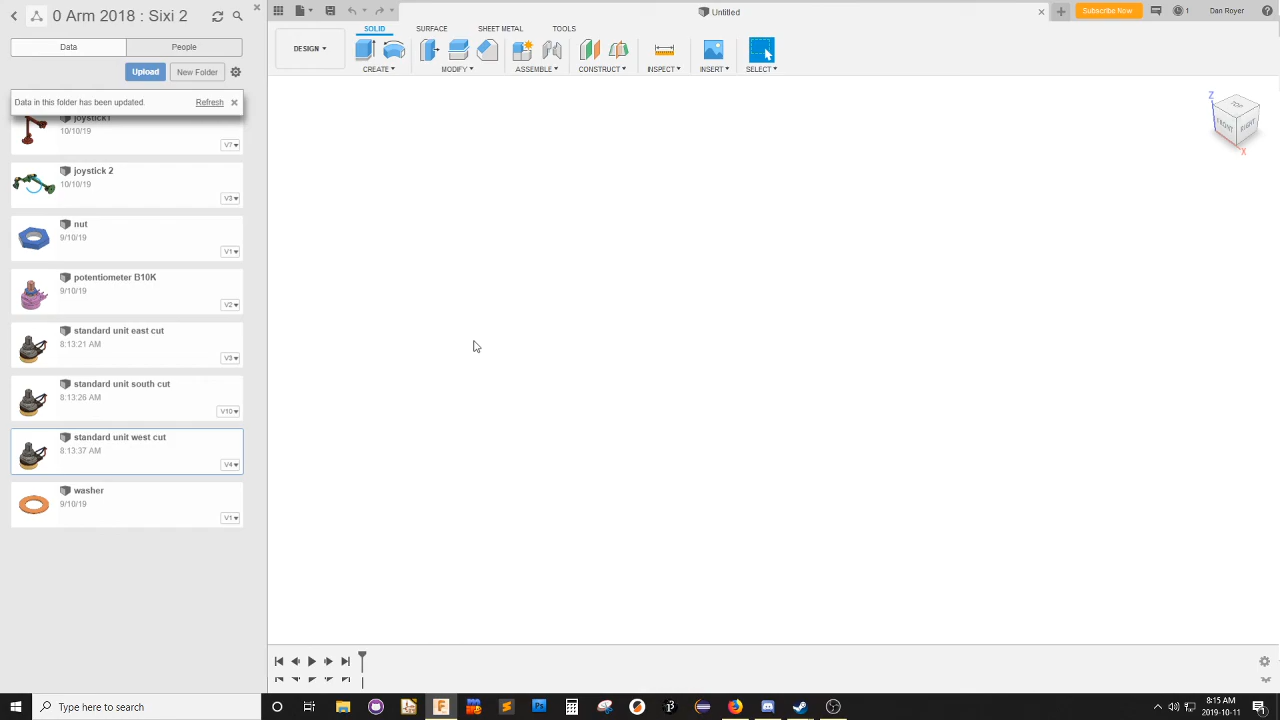 0 Arm 2018 : Sixi 2
Untitled
Subscribe Now
1
Dan Royer
Data
People
SOLID
SURFACE
SHEET METAL
TOOLS
DESIGN
CREATE
MODIFY
ASSEMBLE
CONSTRUCT
INSPECT
INSERT
SELECT
Upload
New Folder
Data in this folder has been updated.
Refresh
joystick1
10/10/19
V7
joystick 2
10/10/19
V3
nut
9/10/19
V1
potentiometer B10K
9/10/19
V2
standard unit east cut
8:13:21 AM
V3
standard unit south cut
8:13:26 AM
V10
standard unit west cut
8:13:37 AM
V4
washer
9/10/19
V1
Z
TOP
FRONT
RIGHT
X
Type here to search
8:15 AM
2019-10-11